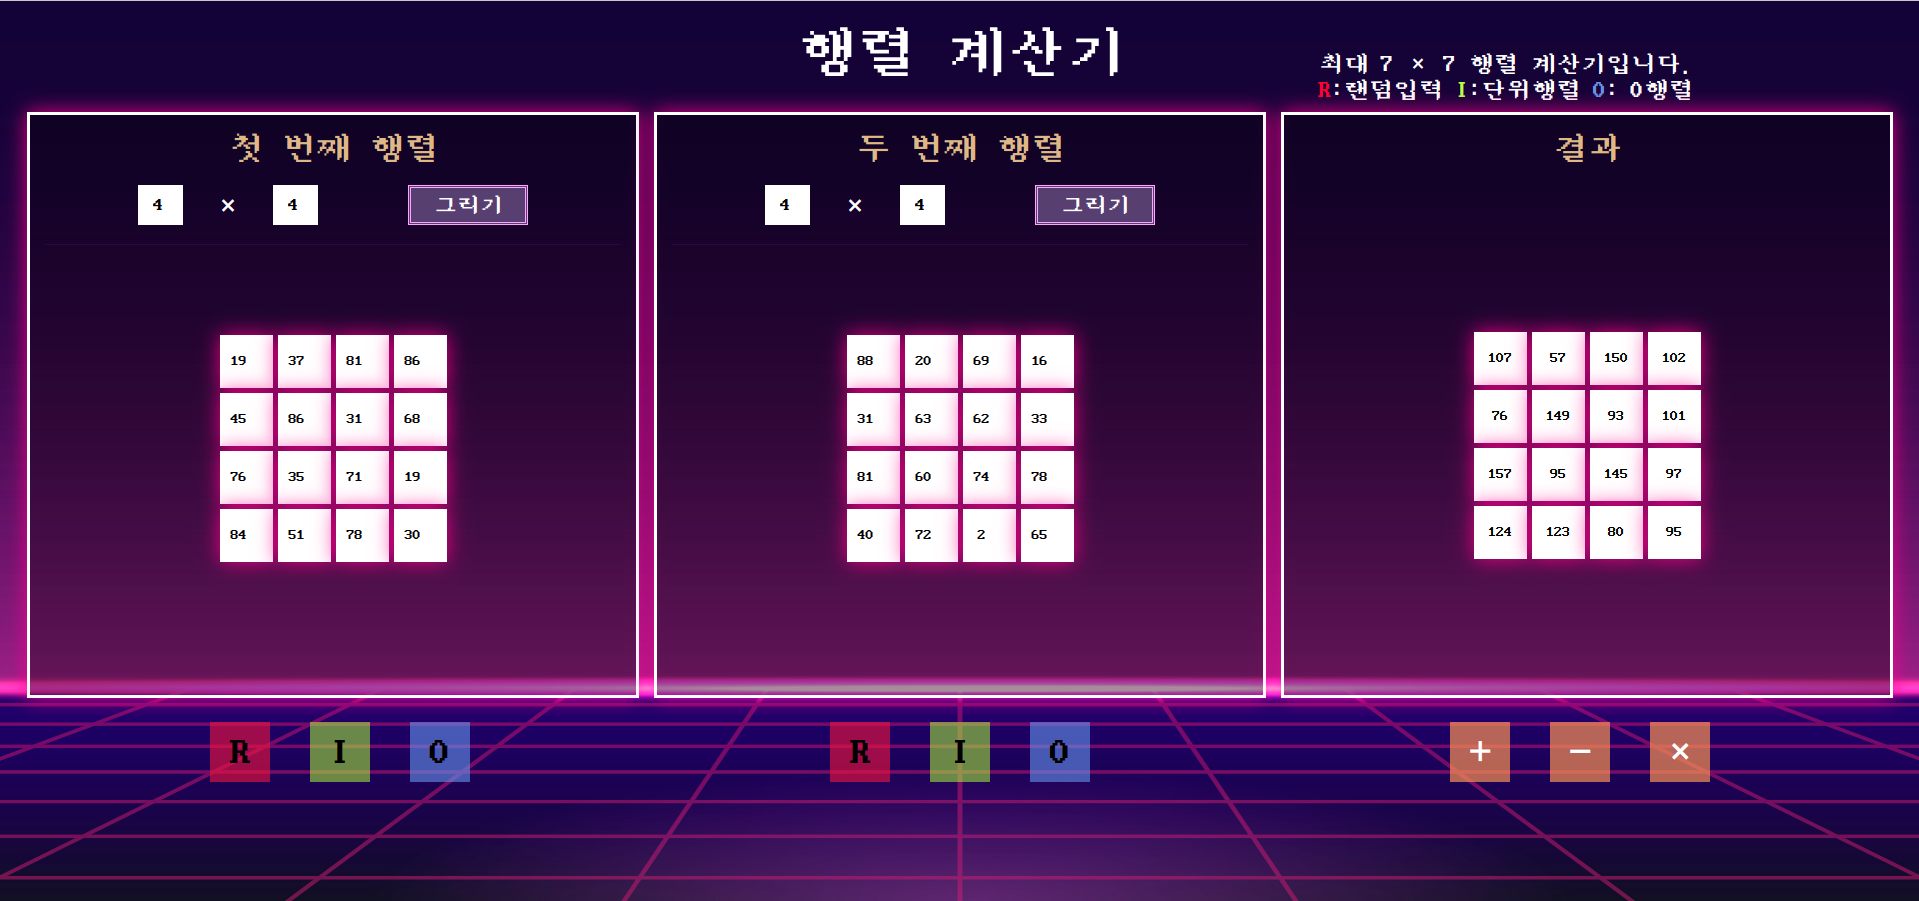 행렬 계산기
최대 7 × 7 행렬 계산기입니다.
R:랜덤입력 I:단위행렬 O: O행렬
첫 번째 행렬
4 × 4 그리기
19 37 81 86
45 86 31 68
76 35 71 19
84 51 78 30
R I O
두 번째 행렬
4 × 4 그리기
88 20 69 16
31 63 62 33
81 60 74 78
40 72 2 65
R I O
결과
107 57 150 102
76 149 93 101
157 95 145 97
124 123 80 95
+ − ×